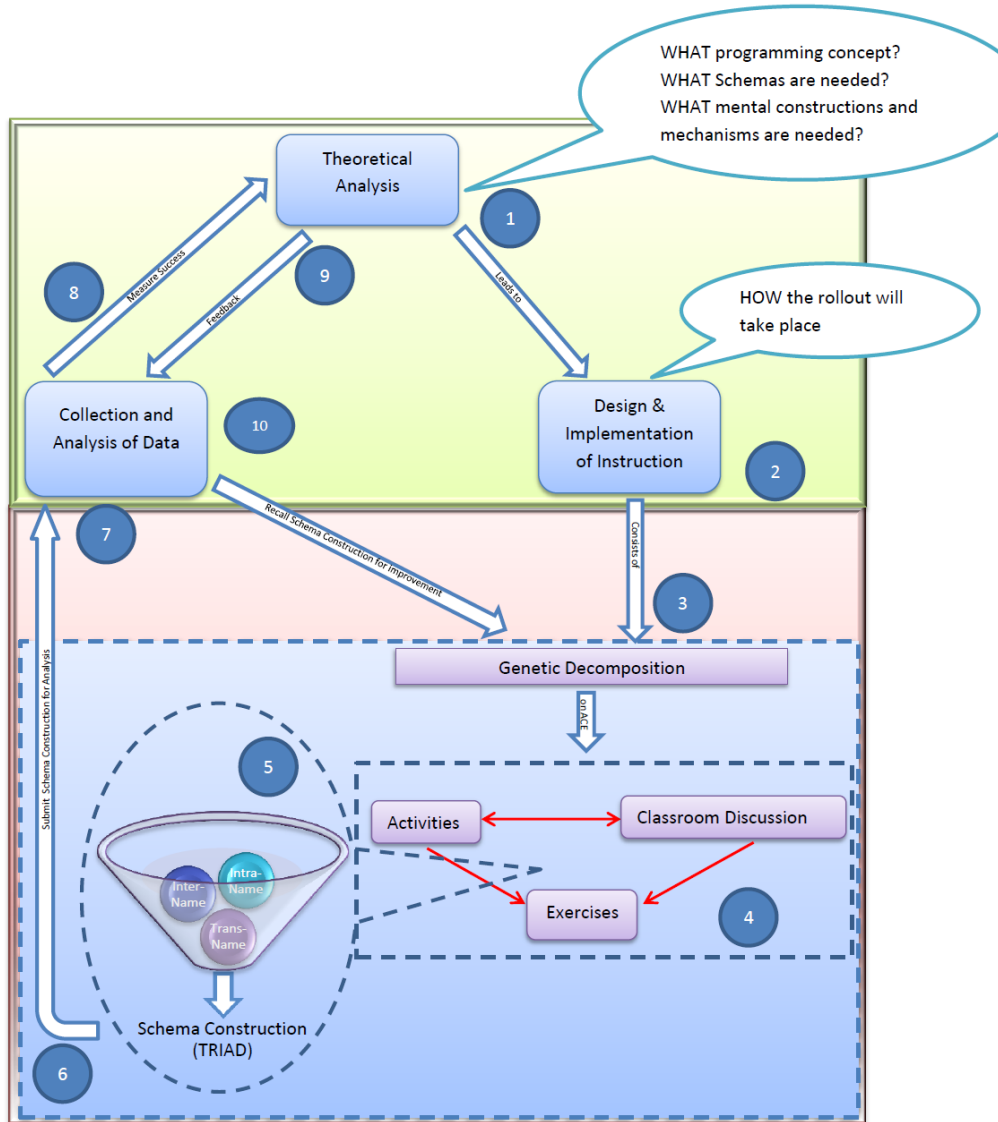 WHAT programming concept?
WHAT Schemas are needed?
WHAT mental constructions and
mechanisms are needed?
Theoretical
Analysis
1
9
8
Measure Success
Feedback
Leads to
HOW the rollout will
take place
Collection and
Analysis of Data
10
Design &
Implementation
of Instruction
2
7
Recall Schema Construction for Improvement
Consists of
3
Genetic Decomposition
on ACE
Submit Schema Construction for Analysis
5
Activities
Classroom Discussion
Exercises
4
Inter-
Name
Intra-
Name
Trans-
Name
Schema Construction
(TRIAD)
6